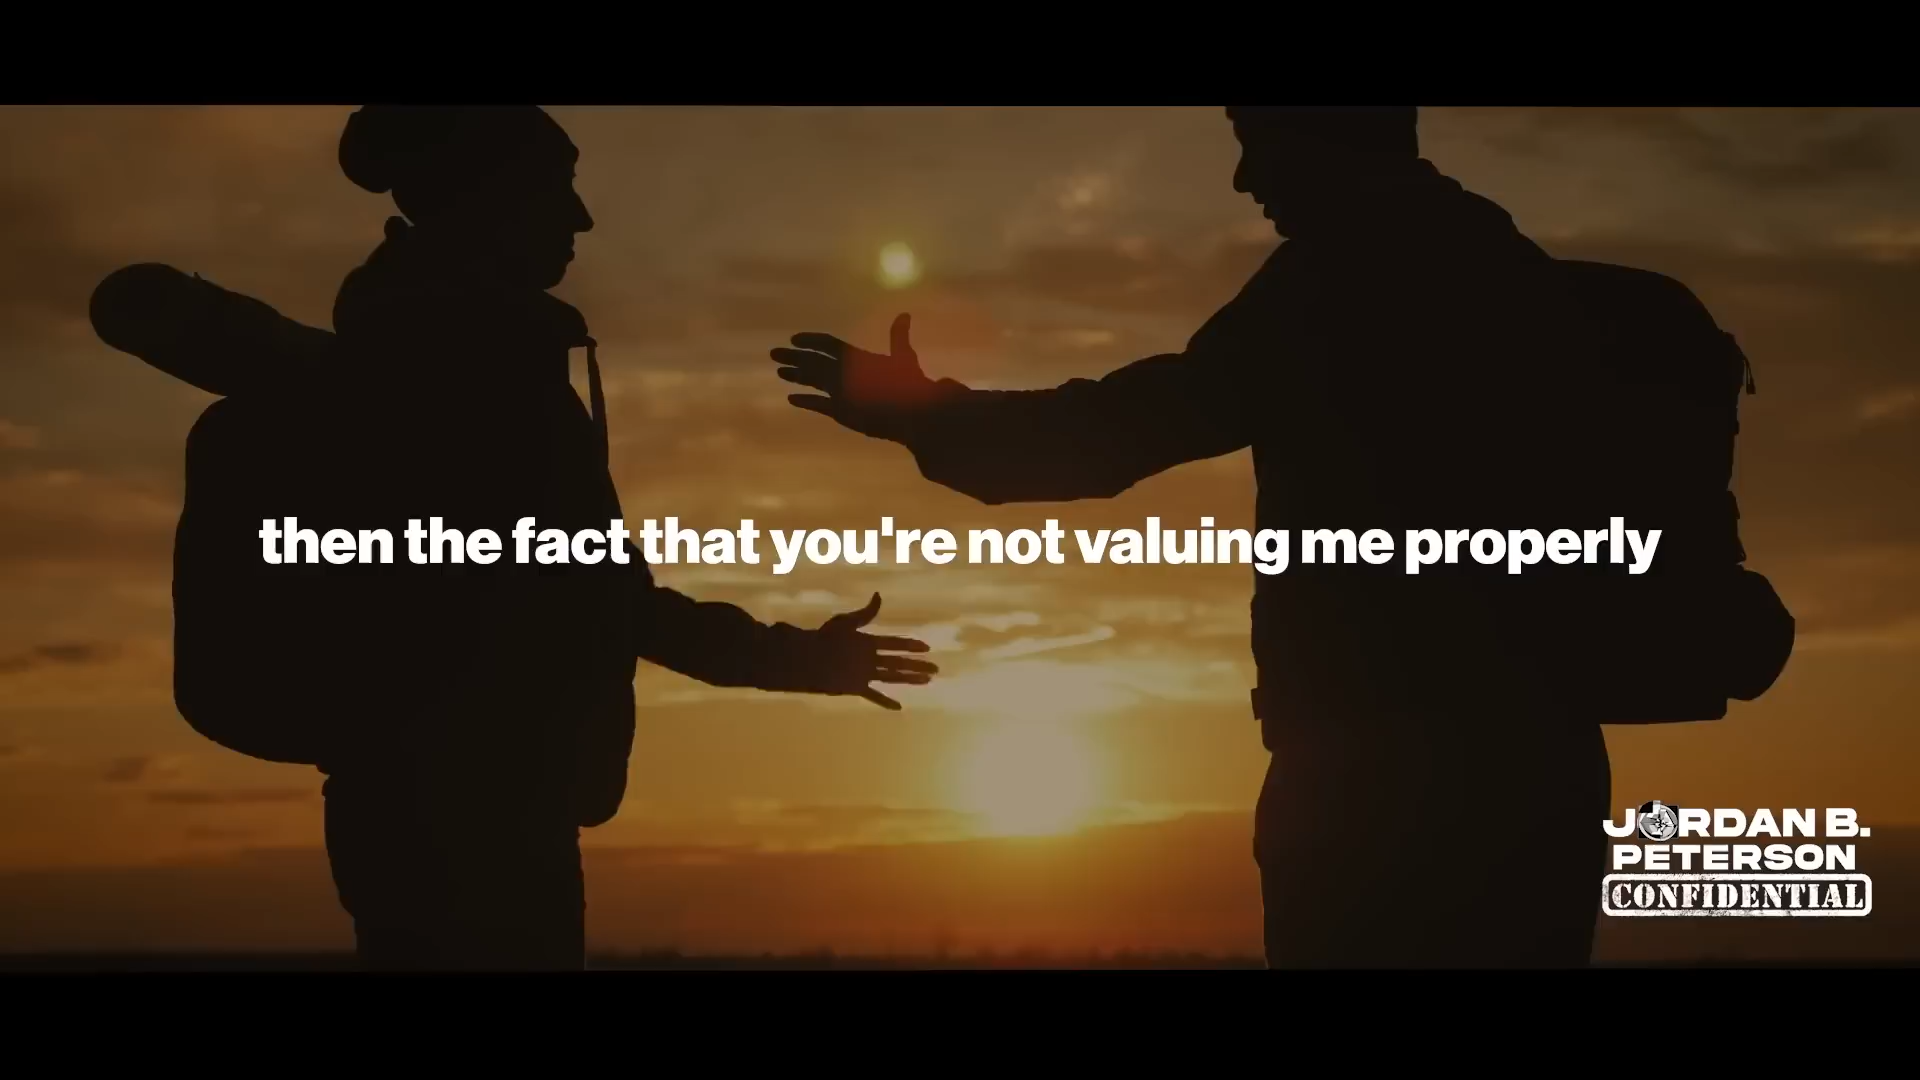 then the fact that you're not valuing me properly
JORDAN B.
PETERSON
CONFIDENTIAL